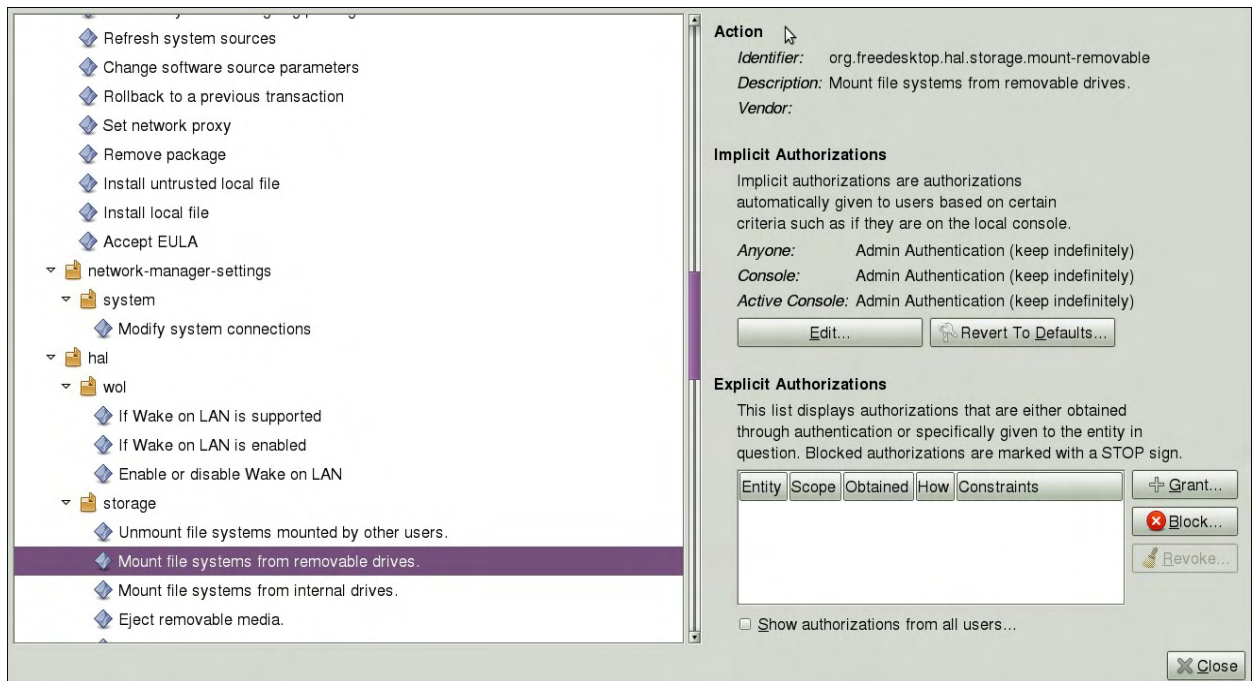 Refresh system sources
Change software source parameters
Rollback to a previous transaction
Set network proxy
Remove package
Install untrusted local file
Install local file
Accept EULA
network-manager-settings
system
Modify system connections
hal
wol
If Wake on LAN is supported
If Wake on LAN is enabled
Enable or disable Wake on LAN
storage
Unmount file systems mounted by other users.
Mount file systems from removable drives.
Mount file systems from internal drives.
Eject removable media.
Action
Identifier: org.freedesktop.hal.storage.mount-removable
Description: Mount file systems from removable drives.
Vendor:
Implicit Authorizations
Implicit authorizations are authorizations
automatically given to users based on certain
criteria such as if they are on the local console.
Anyone: Admin Authentication (keep indefinitely)
Console: Admin Authentication (keep indefinitely)
Active Console: Admin Authentication (keep indefinitely)
Edit... Revert To Defaults...
Explicit Authorizations
This list displays authorizations that are either obtained
through authentication or specifically given to the entity in
question. Blocked authorizations are marked with a STOP sign.
Entity Scope Obtained How Constraints
Grant...
Block...
Revoke...
Show authorizations from all users...
Close